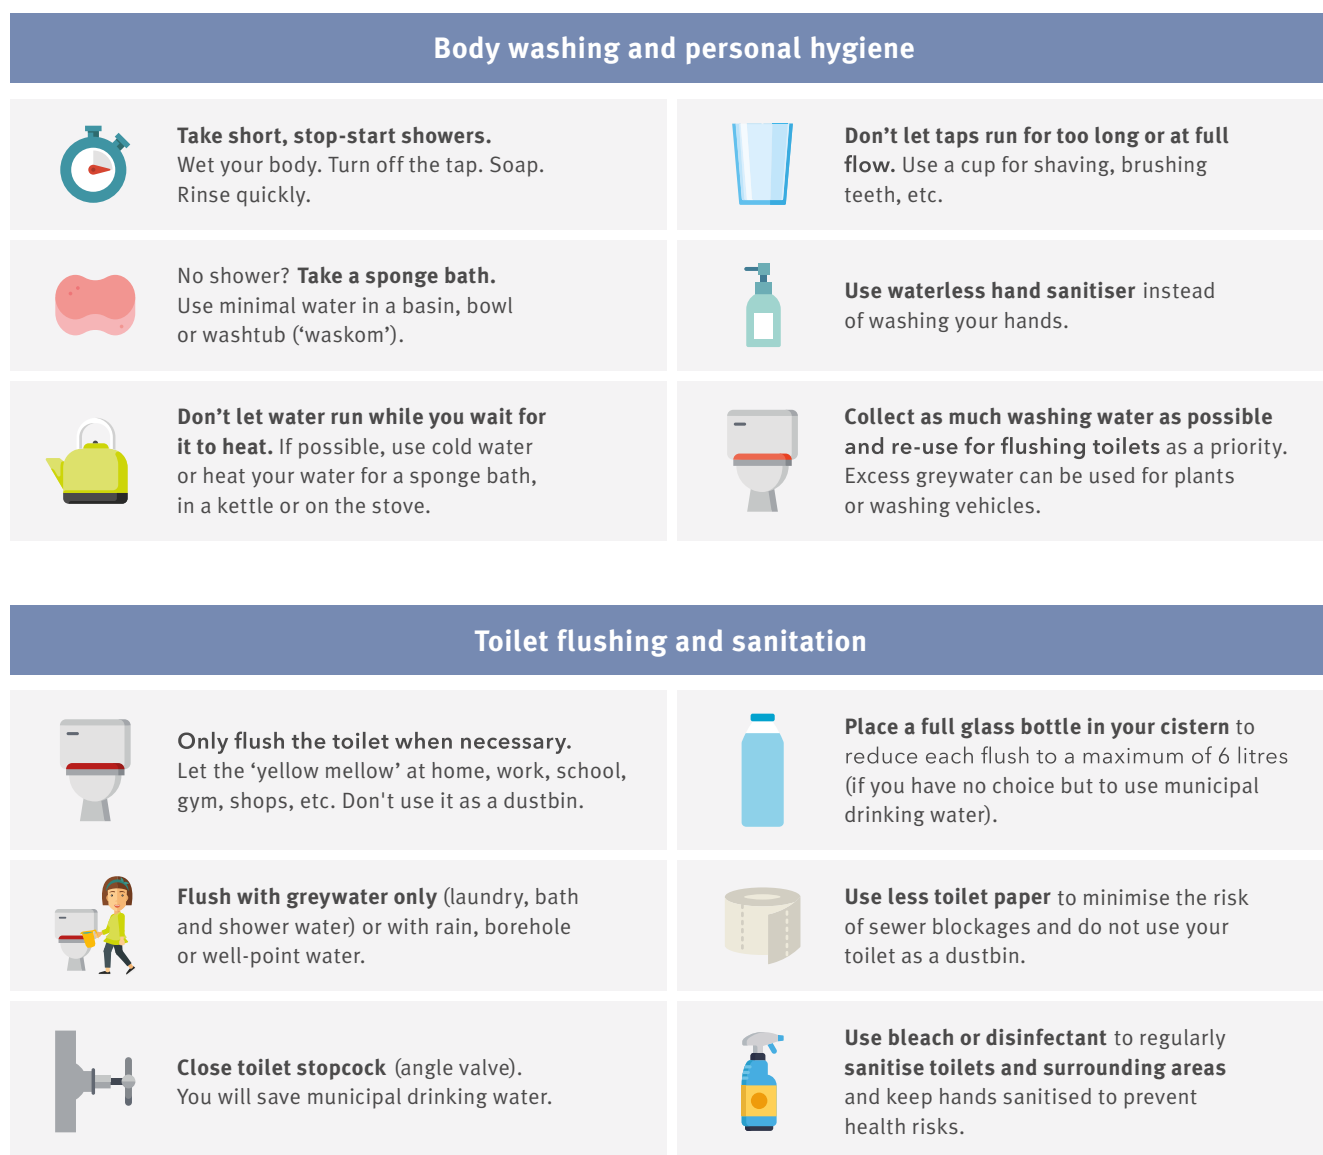 Body washing and personal hygiene
Take short, stop-start showers.
Wet your body. Turn off the tap. Soap.
Rinse quickly.
Don’t let taps run for too long or at full
flow. Use a cup for shaving, brushing
teeth, etc.
No shower? Take a sponge bath.
Use minimal water in a basin, bowl
or washtub (‘waskom’).
Use waterless hand sanitiser instead
of washing your hands.
Don’t let water run while you wait for
it to heat. If possible, use cold water
or heat your water for a sponge bath,
in a kettle or on the stove.
Collect as much washing water as possible
and re-use for flushing toilets as a priority.
Excess greywater can be used for plants
or washing vehicles.
Toilet flushing and sanitation
Only flush the toilet when necessary.
Let the ‘yellow mellow’ at home, work, school,
gym, shops, etc. Don't use it as a dustbin.
Place a full glass bottle in your cistern to
reduce each flush to a maximum of 6 litres
(if you have no choice but to use municipal
drinking water).
Flush with greywater only (laundry, bath
and shower water) or with rain, borehole
or well-point water.
Use less toilet paper to minimise the risk
of sewer blockages and do not use your
toilet as a dustbin.
Close toilet stopcock (angle valve).
You will save municipal drinking water.
Use bleach or disinfectant to regularly
sanitise toilets and surrounding areas
and keep hands sanitised to prevent
health risks.